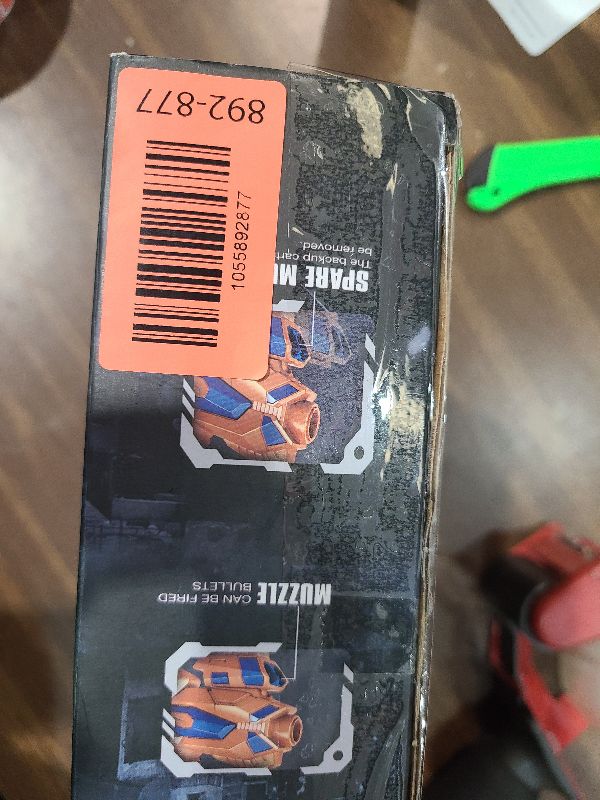 892-877
1055892877
SPARE MU
The backup cart
be removed.
MUZZLE CAN BE FIRED
BULLETS